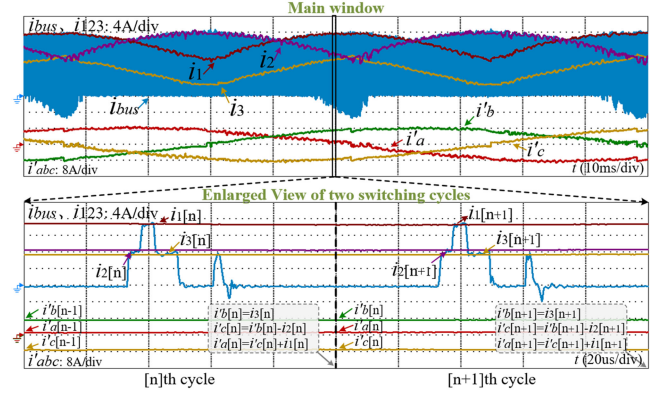 Main window
ibus、i123: 4A/div
i1
i2
ibus
i3
i'b
i'a
i'c
i'abc: 8A/div
t (10ms/div)
Enlarged View of two switching cycles
ibus、i123: 4A/div
i1[n]
i1[n+1]
i3[n]
i3[n+1]
i2[n]
i2[n+1]
i'b[n-1]
i'b[n]=i3[n]
i'b[n]
i'b[n+1]=i3[n+1]
i'a[n-1]
i'c[n]=i'b[n]-i2[n]
i'a[n]
i'c[n+1]=i'b[n+1]-i2[n+1]
i'c[n-1]
i'a[n]=i'c[n]+i1[n]
i'c[n]
i'a[n+1]=i'c[n+1]+i1[n+1]
i'abc: 8A/div
t (20us/div)
[n]th cycle
[n+1]th cycle